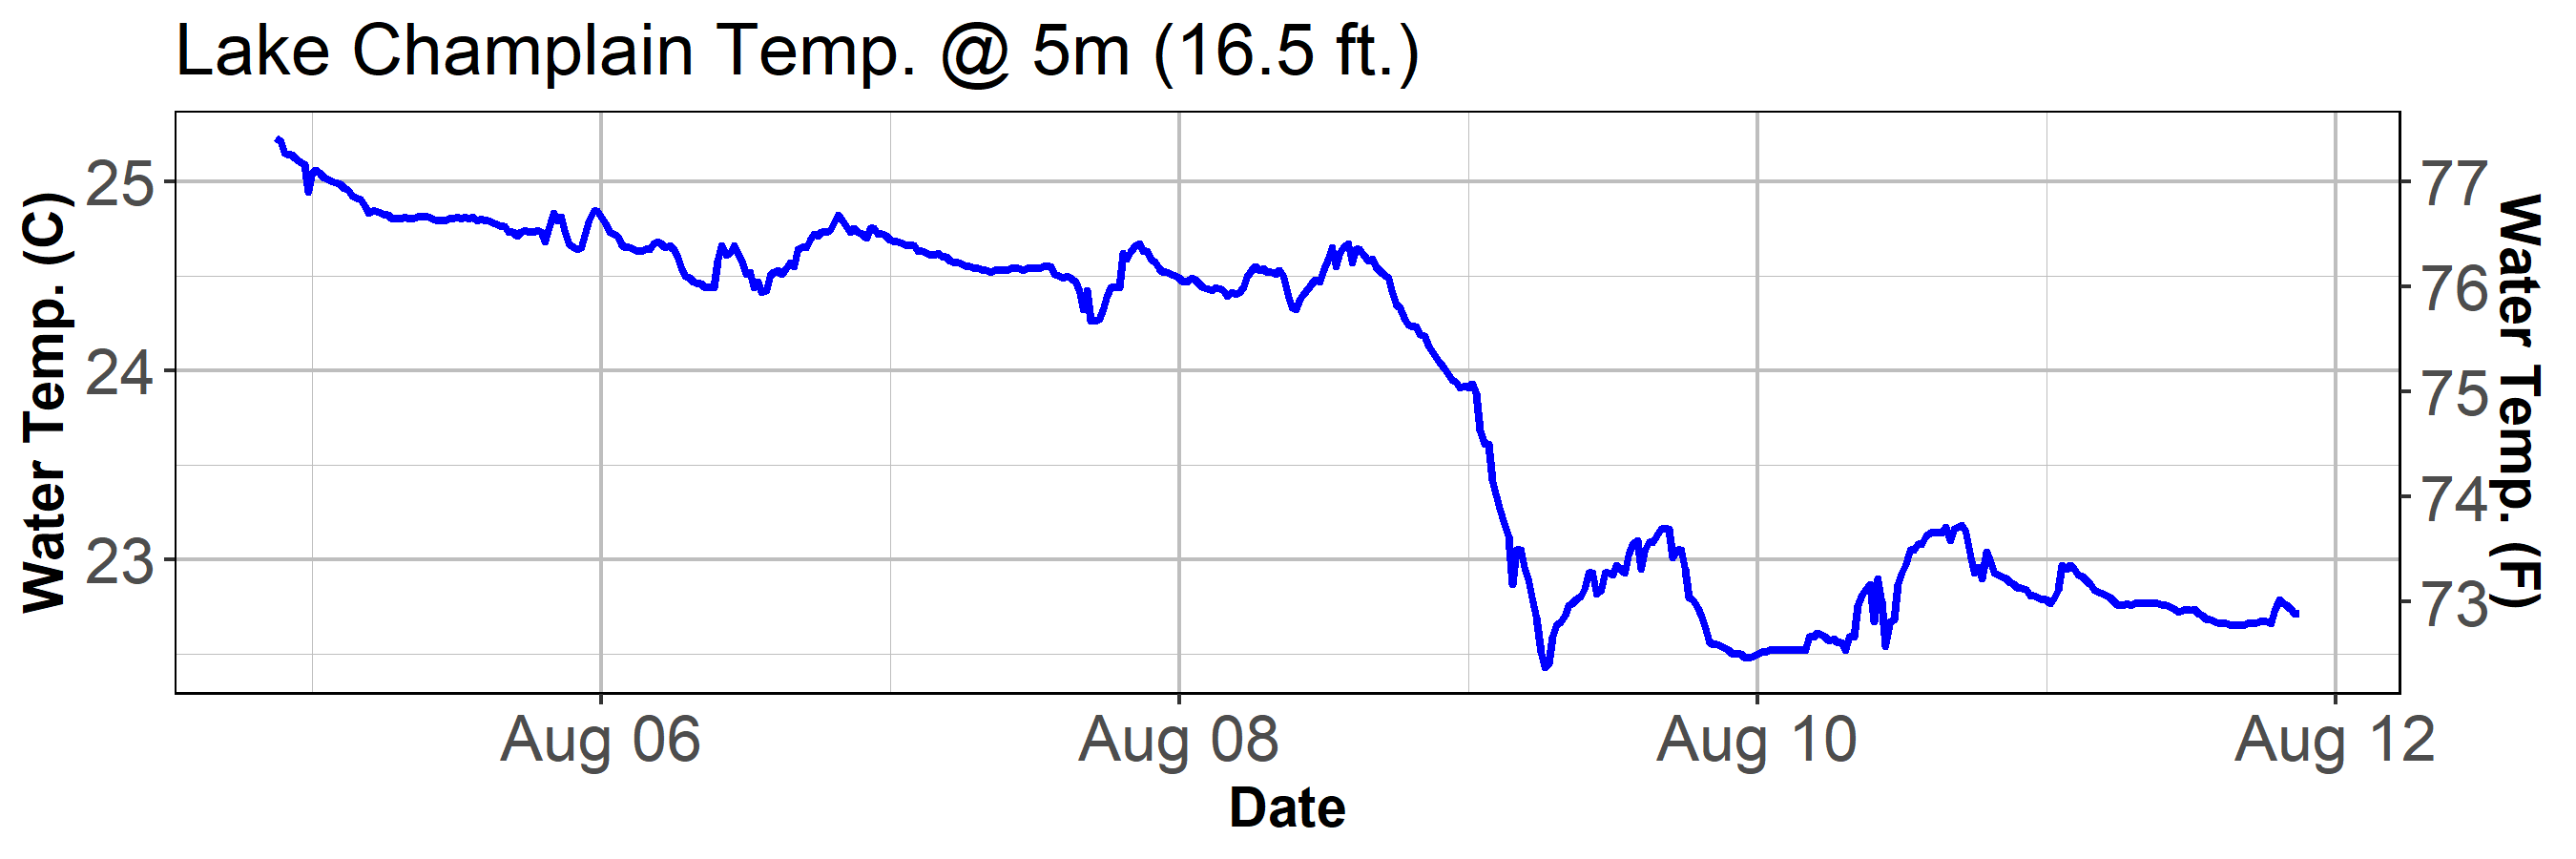 Lake Champlain Temp. @ 5m (16.5 ft.)
Water Temp. (C)
25
24
23
77
76
75
74
73
Water Temp. (F)
Aug 06
Aug 08
Aug 10
Aug 12
Date